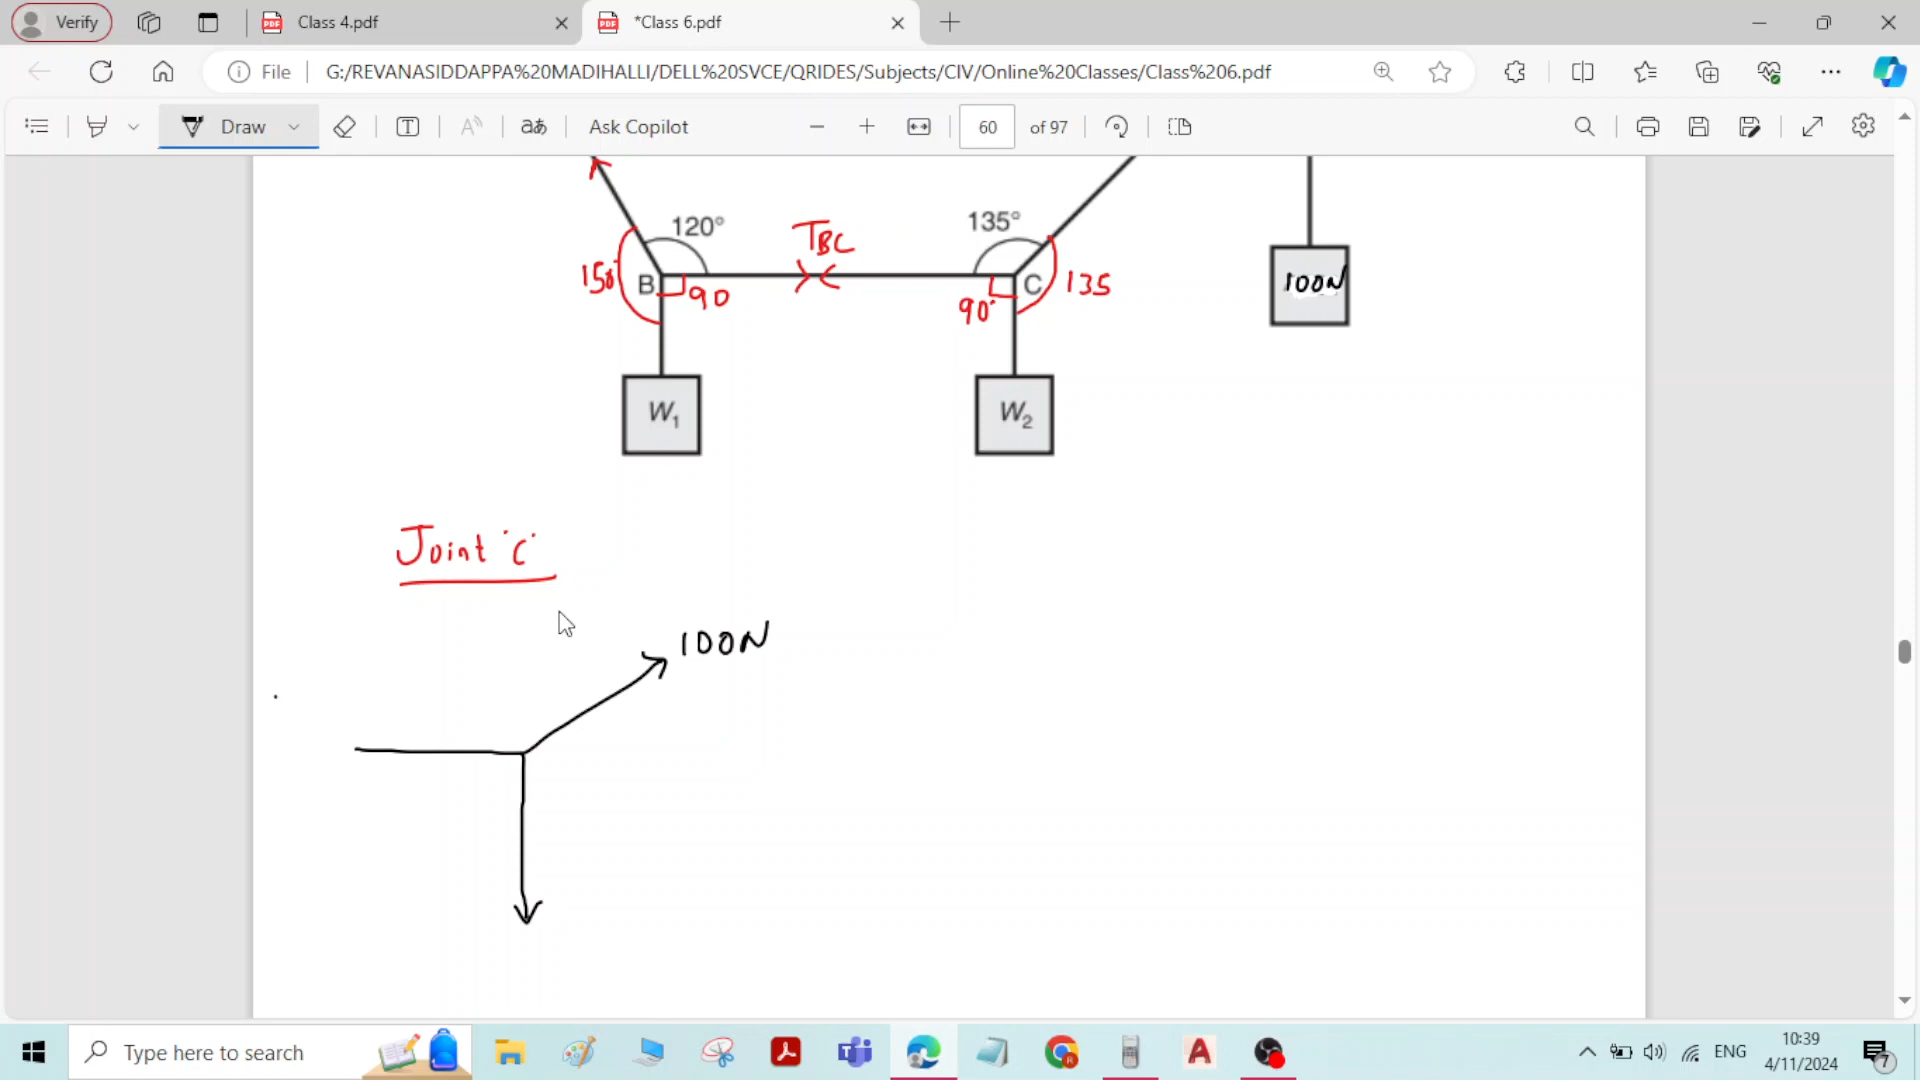 Verify
Class 4.pdf
*Class 6.pdf
File
G:/REVANASIDDAPPA%20MADIHALLI/DELL%20SVCE/QRIDES/Subjects/CIV/Online%20Classes/Class%206.pdf
Draw
Ask Copilot
60 of 97
120°
TBC
135°
150°
B
90
90°
C
135
100N
W1
W2
Joint 'C'
100N
Type here to search
ENG
10:39
4/11/2024
7